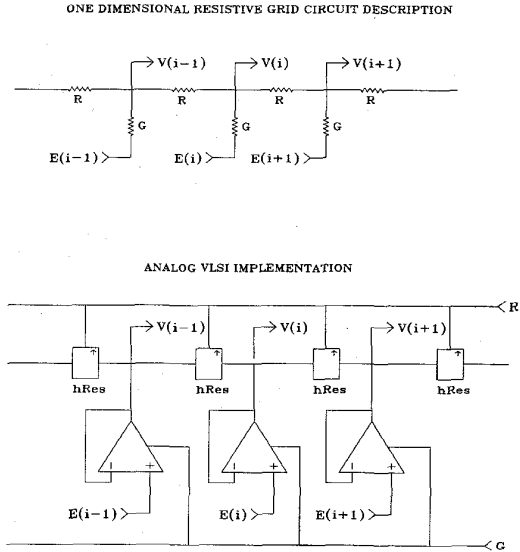 ONE DIMENSIONAL RESISTIVE GRID CIRCUIT DESCRIPTION
V(i−1) V(i) V(i+1)
R R R R
G G G
E(i−1) E(i) E(i+1)
ANALOG VLSI IMPLEMENTATION
R
V(i−1) V(i) V(i+1)
hRes hRes hRes hRes
− + − + − +
E(i−1) E(i) E(i+1)
G